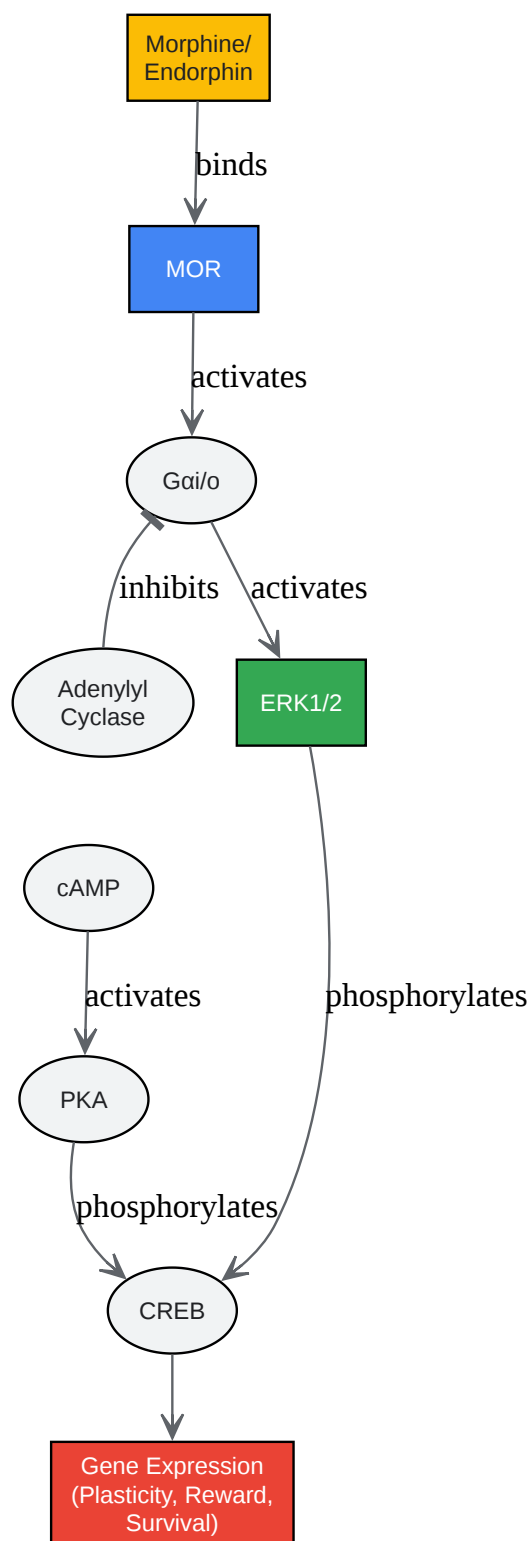 Morphine/
Endorphin
binds
MOR
activates
Gαi/o
inhibits
activates
Adenylyl
Cyclase
ERK1/2
cAMP
activates
phosphorylates
PKA
phosphorylates
CREB
Gene Expression
(Plasticity, Reward,
Survival)